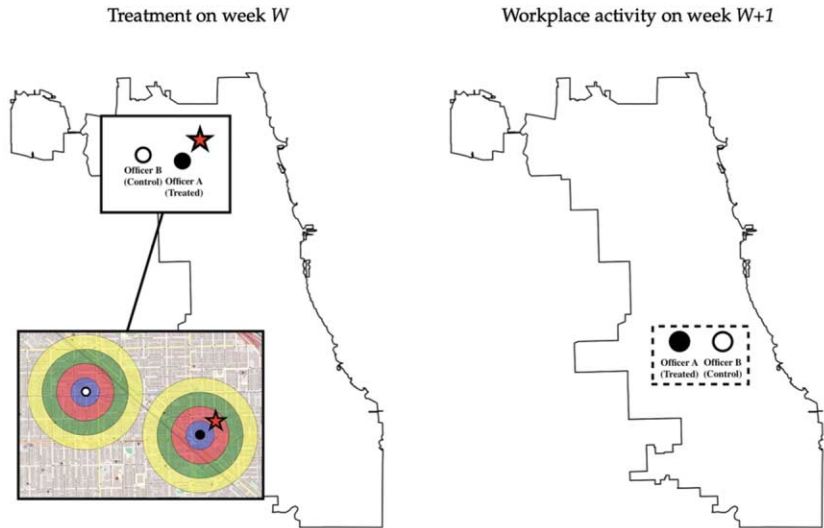 Treatment on week W
Workplace activity on week W+1
Officer B
(Control)
Officer A
(Treated)
Officer A
(Treated)
Officer B
(Control)